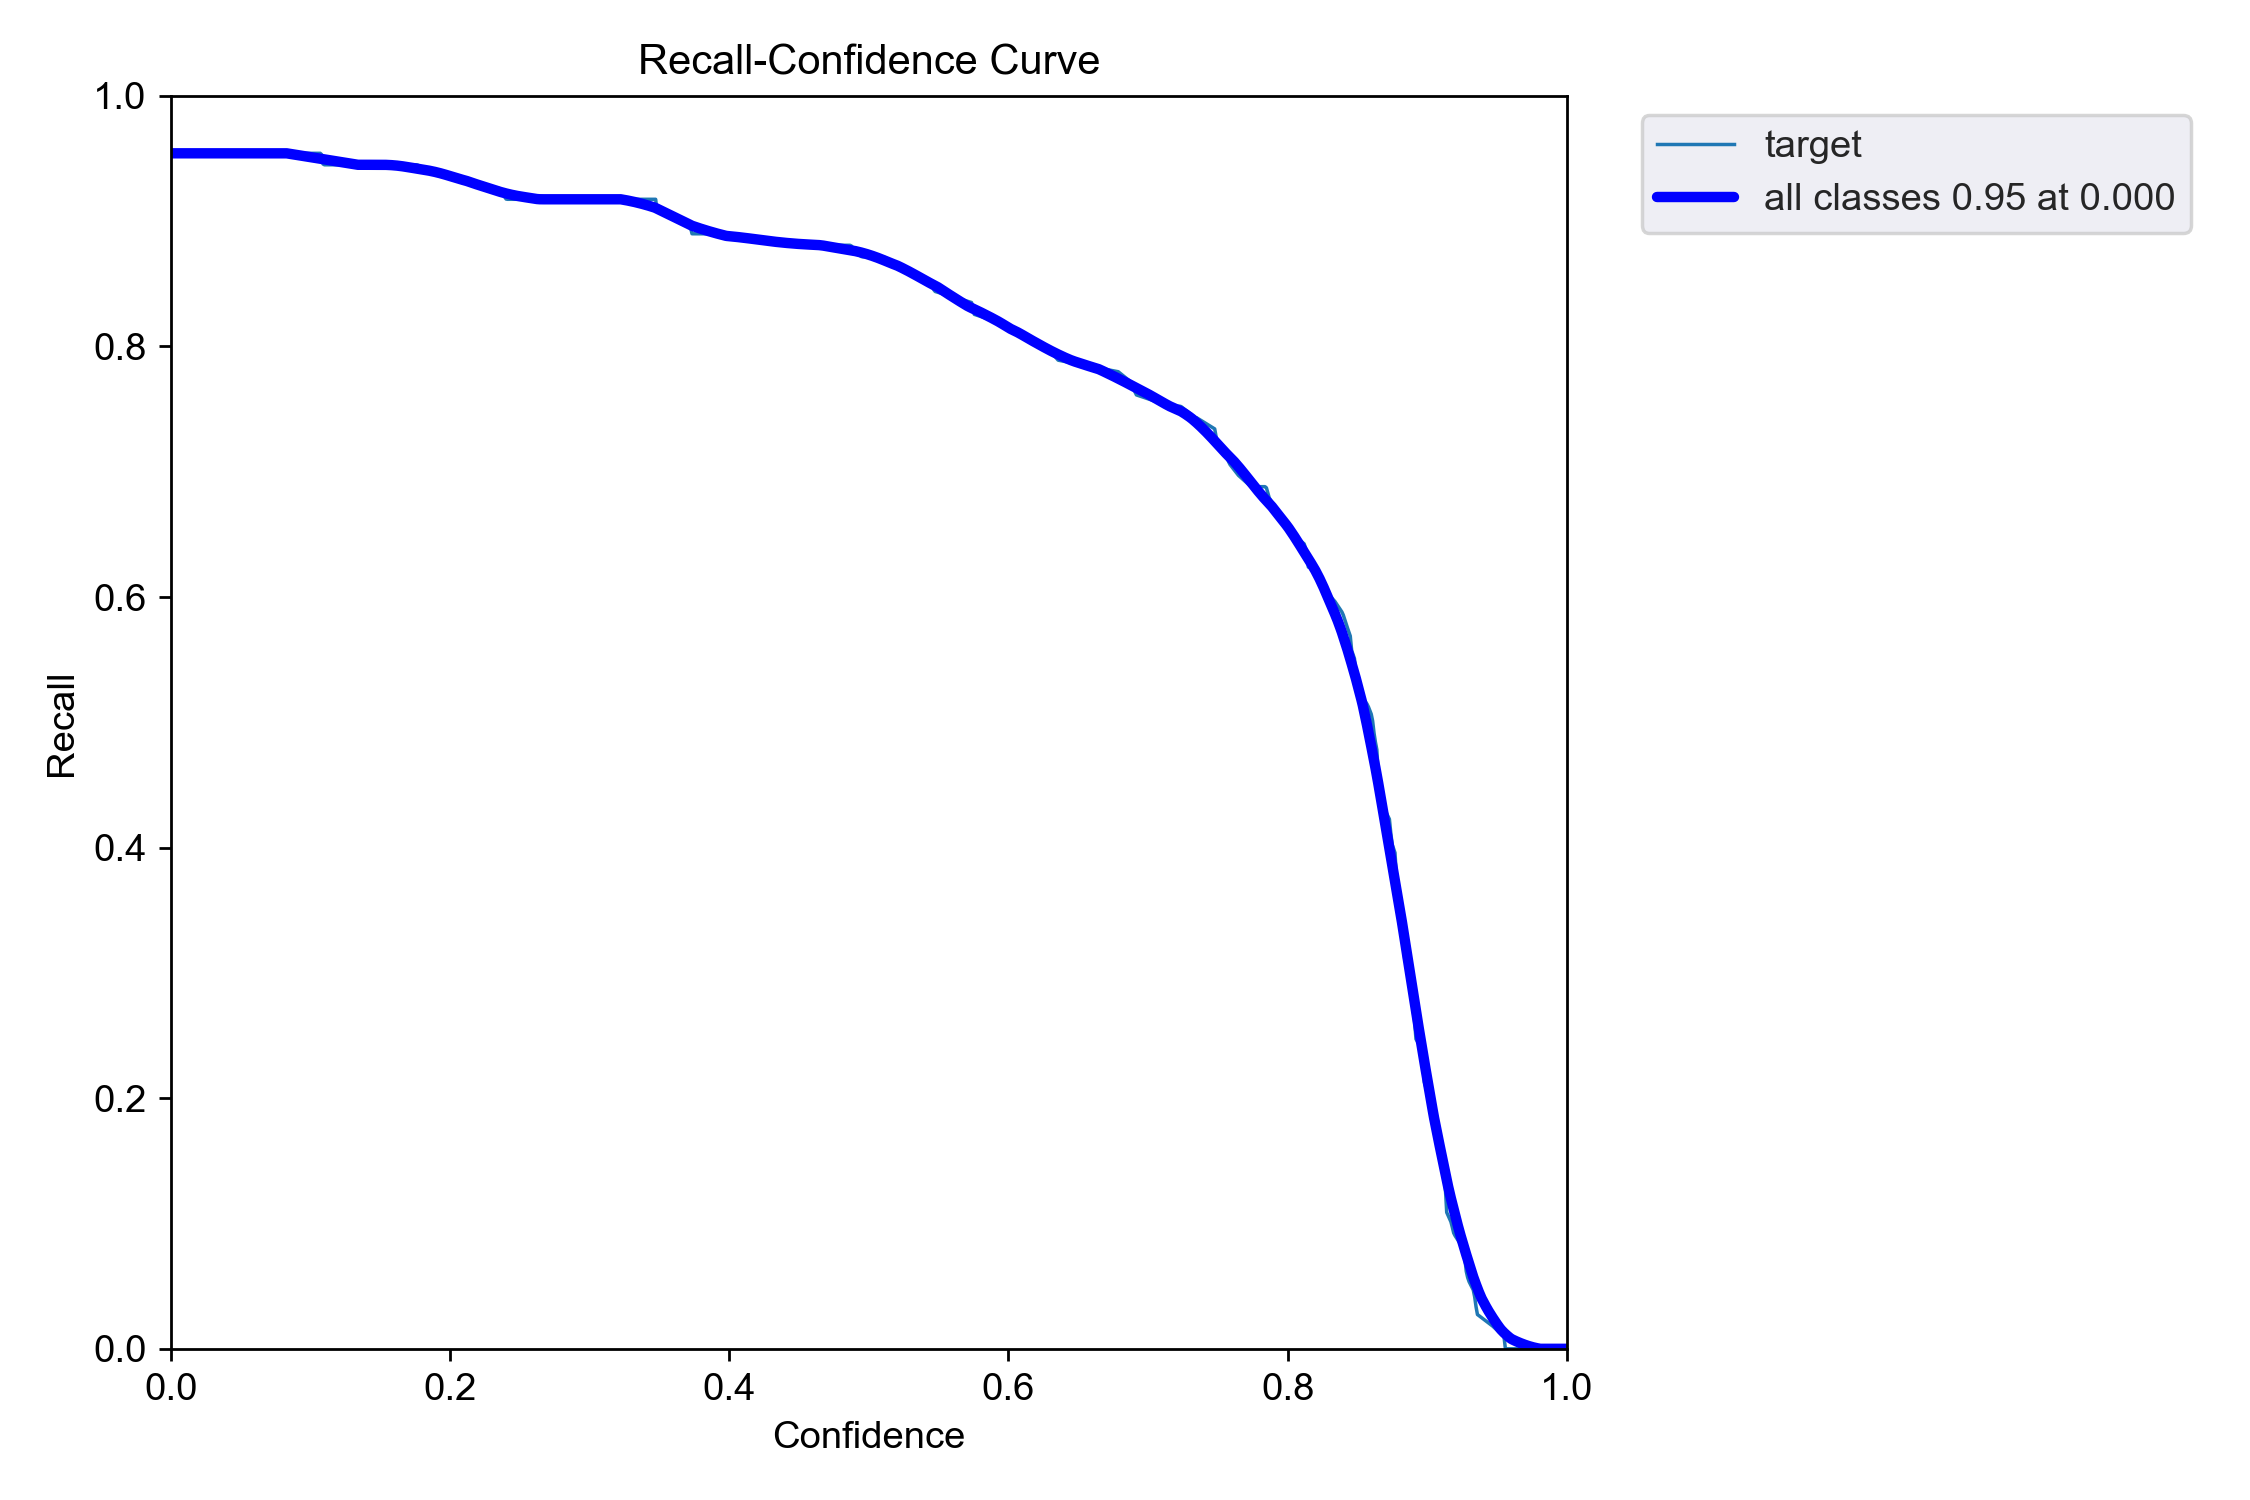 Recall-Confidence Curve
1.0
0.8
0.6
0.4
0.2
0.0
Recall
0.0 0.2 0.4 0.6 0.8 1.0
Confidence
target
all classes 0.95 at 0.000